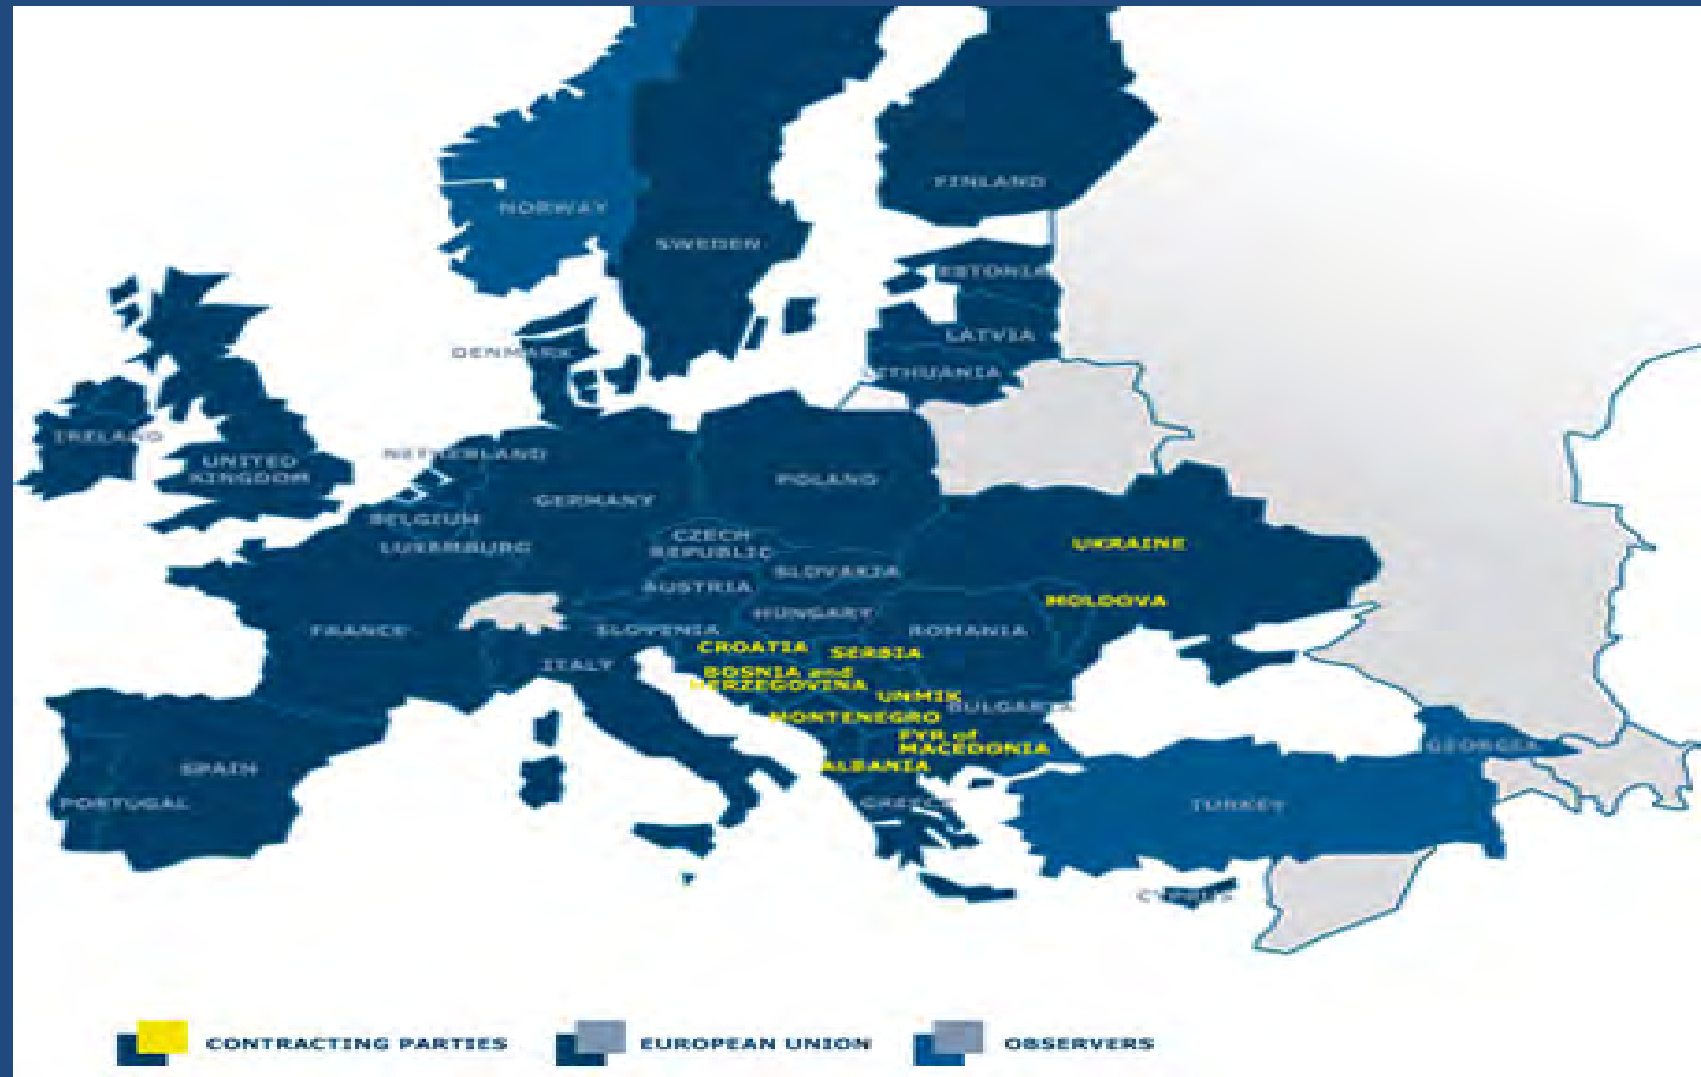 FINLAND
NORWAY
SWEDEN
ESTONIA
LATVIA
DENMARK
LITHUANIA
IRELAND
NETHERLAND
UNITED
KINGDOM
POLAND
GERMANY
BELGIUM
CZECH
REPUBLIC
UKRAINE
LUXEMBURG
SLOVAKIA
AUSTRIA
MOLDOVA
HUNGARY
FRANCE
SLOVENIA
ROMANIA
CROATIA
SERBIA
ITALY
BOSNIA and
HERZEGOVINA
UNMIK
BULGARIA
MONTENEGRO
FYR of
MACEDONIA
GEORGIA
SPAIN
ALBANIA
PORTUGAL
GREECE
TURKEY
CYPRUS
CONTRACTING PARTIES
EUROPEAN UNION
OBSERVERS